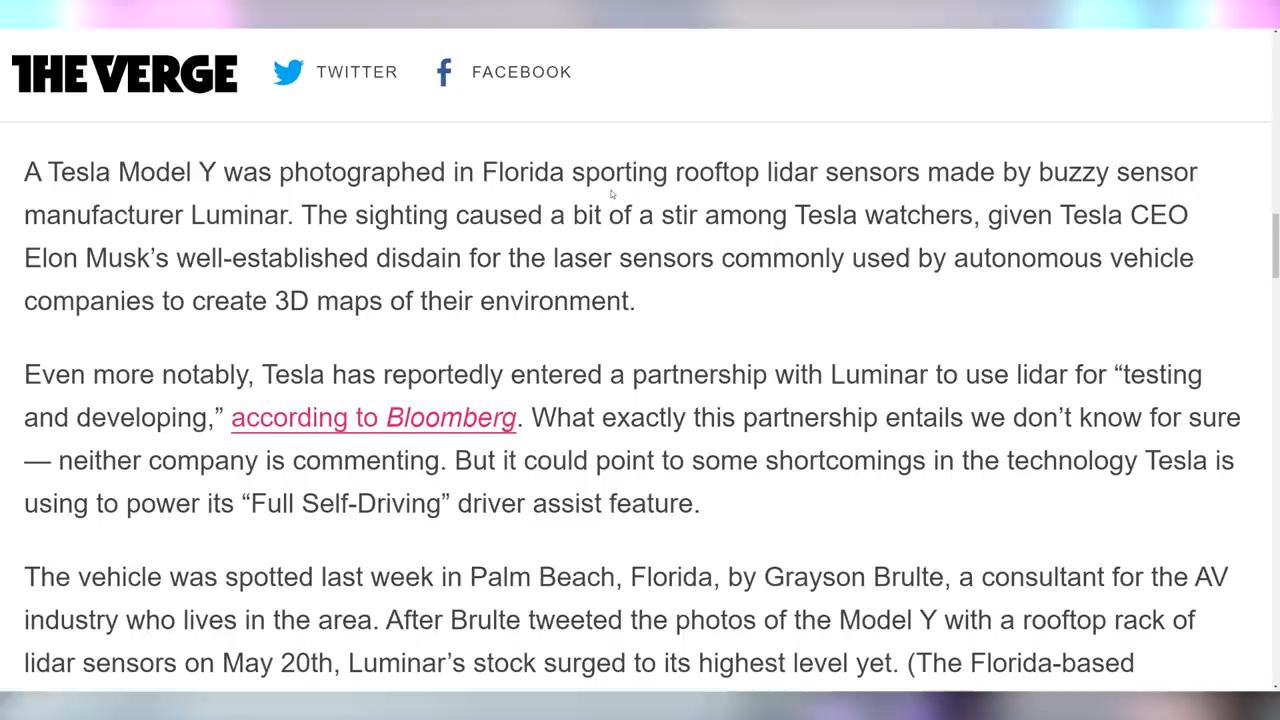 THE VERGE TWITTER FACEBOOK
A Tesla Model Y was photographed in Florida sporting rooftop lidar sensors made by buzzy sensor
manufacturer Luminar. The sighting caused a bit of a stir among Tesla watchers, given Tesla CEO
Elon Musk’s well-established disdain for the laser sensors commonly used by autonomous vehicle
companies to create 3D maps of their environment.
Even more notably, Tesla has reportedly entered a partnership with Luminar to use lidar for “testing
and developing,” according to Bloomberg. What exactly this partnership entails we don’t know for sure
— neither company is commenting. But it could point to some shortcomings in the technology Tesla is
using to power its “Full Self-Driving” driver assist feature.
The vehicle was spotted last week in Palm Beach, Florida, by Grayson Brulte, a consultant for the AV
industry who lives in the area. After Brulte tweeted the photos of the Model Y with a rooftop rack of
lidar sensors on May 20th, Luminar’s stock surged to its highest level yet. (The Florida-based